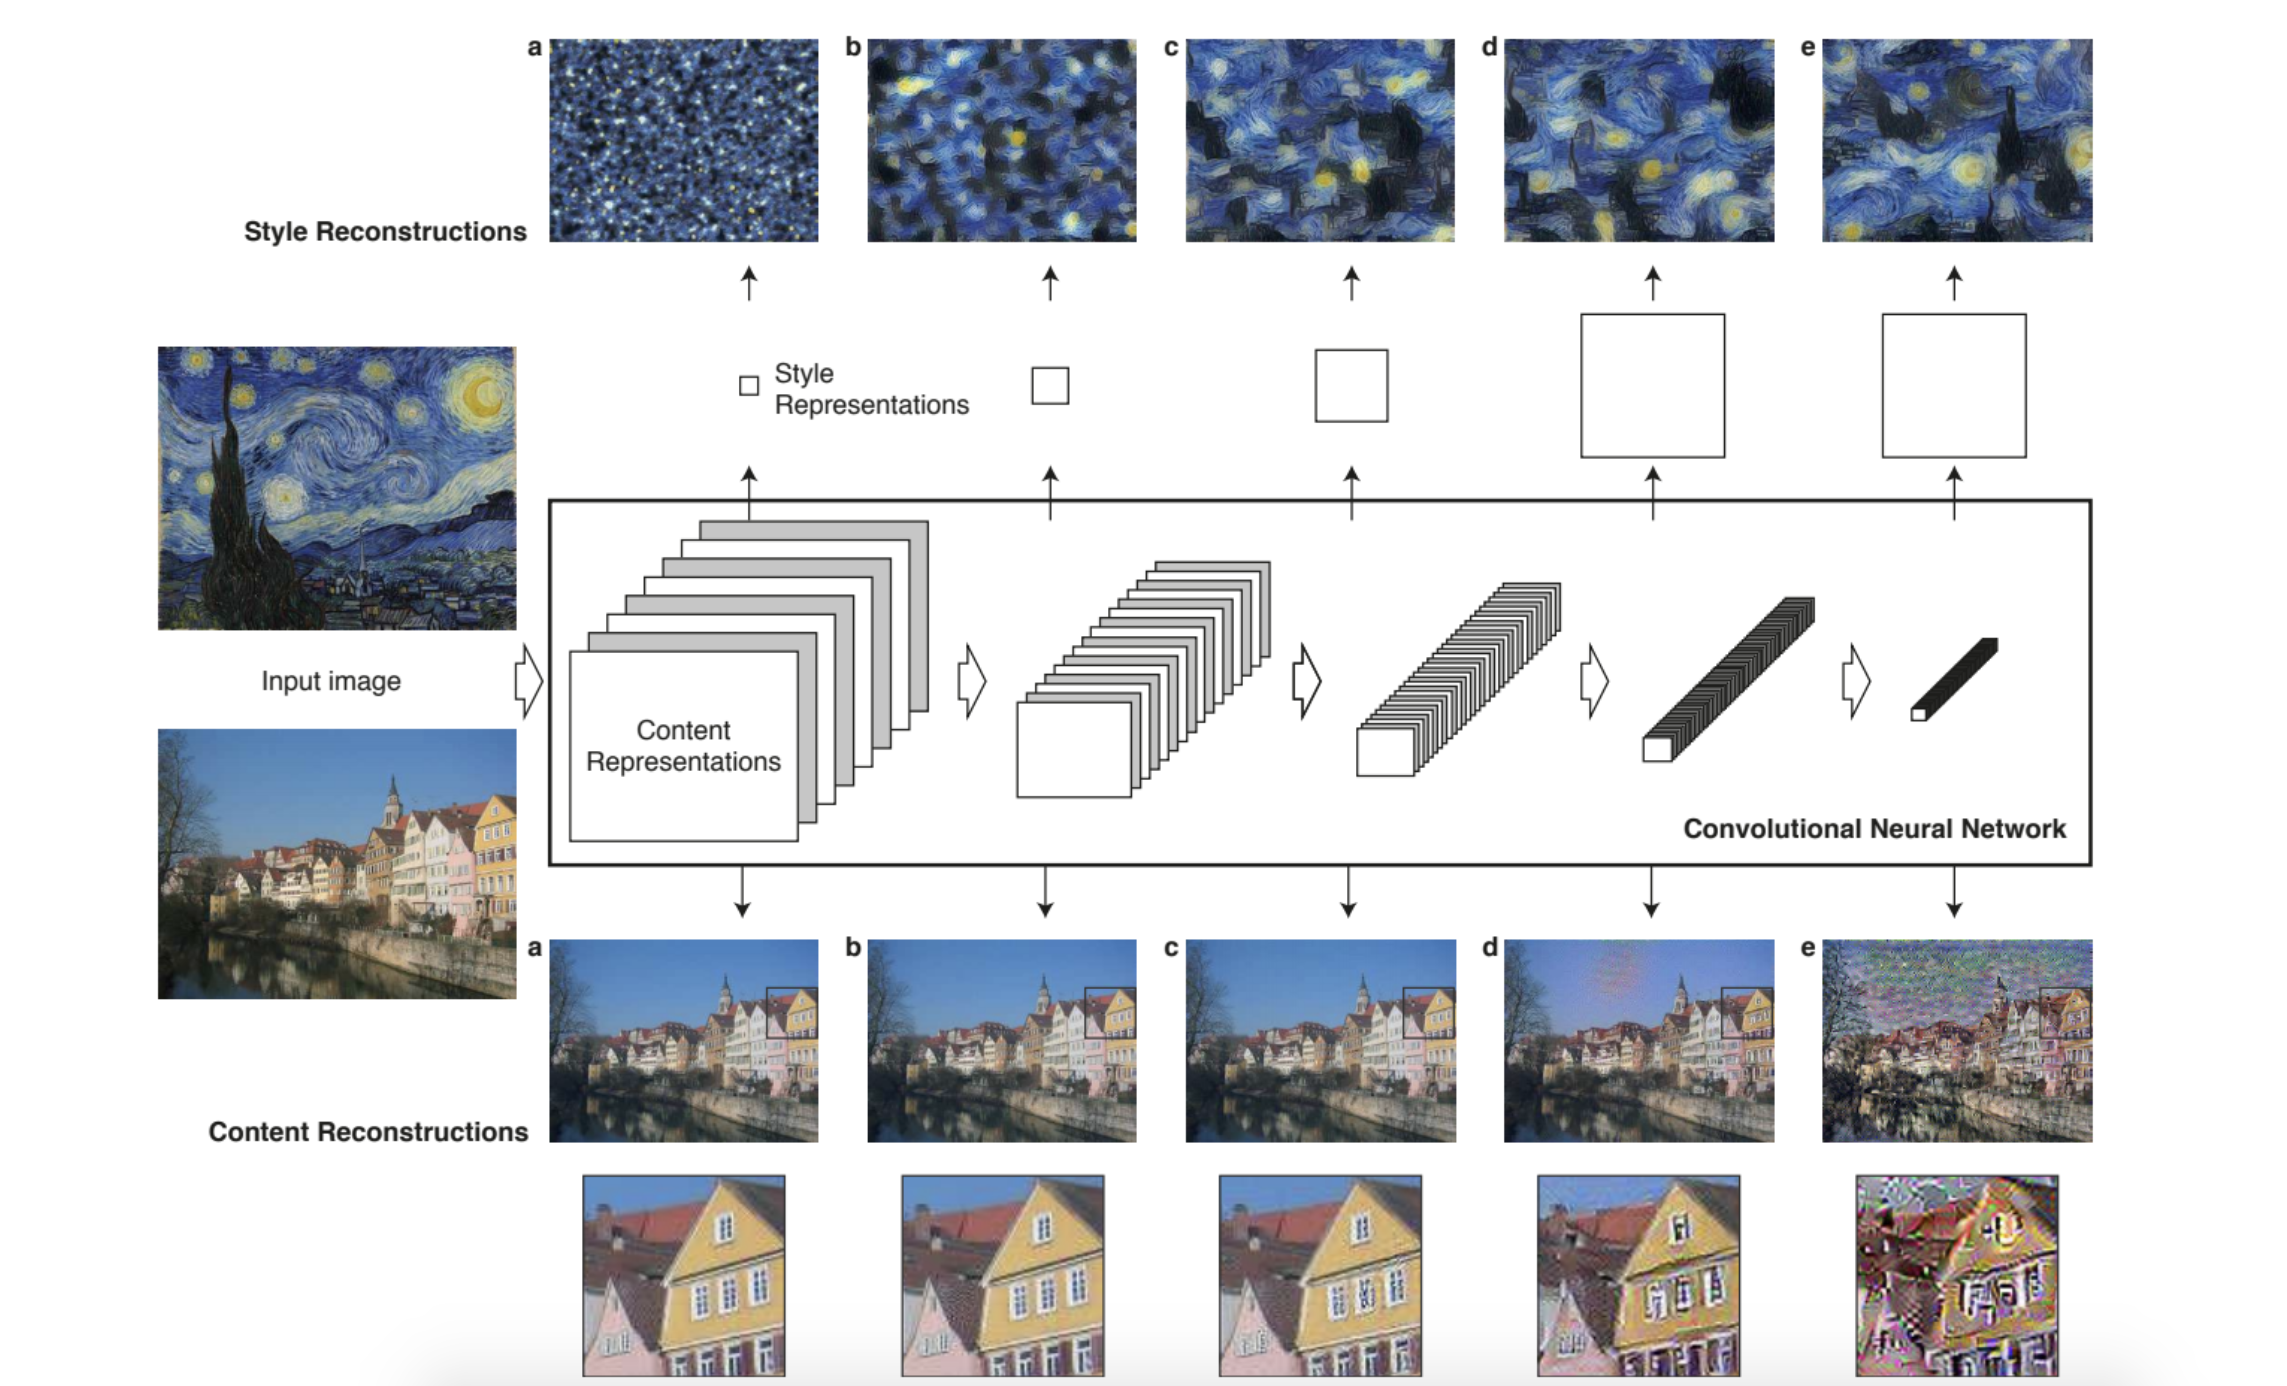 a
b
c
d
e
Style Reconstructions
Style
Representations
Input image
Content
Representations
Convolutional Neural Network
a
b
c
d
e
Content Reconstructions